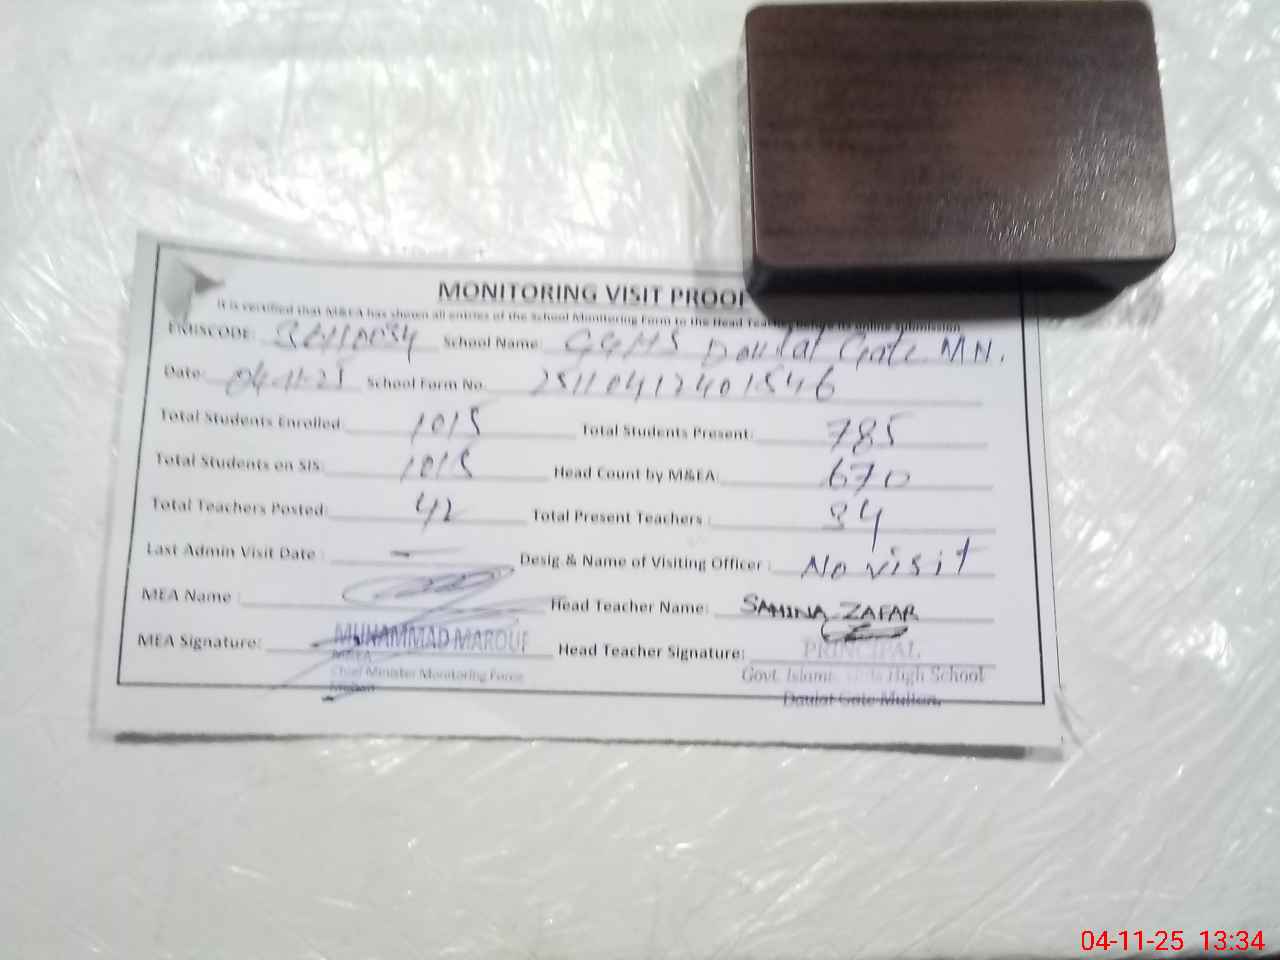 MONITORING VISIT PROOF
It is certified that M&EA has shown all entries of the School Monitoring Form to the Head Teacher before its online submission
EMISCODE: School Name: GGHS Doulat Gate MN.
Date: 04-11-25 School Form No. 25110412401546
Total Students Enrolled: 1015 Total Students Present: 785
Total Students on SIS: 1015 Head Count by M&EA: 670
Total Teachers Posted: 42 Total Present Teachers : 34
Last Admin Visit Date : — Desig & Name of Visiting Officer : No visit
MEA Name : Head Teacher Name: SAMINA ZAFAR
MEA Signature: MUHAMMAD MAROUF Head Teacher Signature: PRINCIPAL
M&EA
Chief Minister Monitoring Force Govt. Islamia Girls High School
Multan Daulat Gate Multan.
04-11-25 13:34